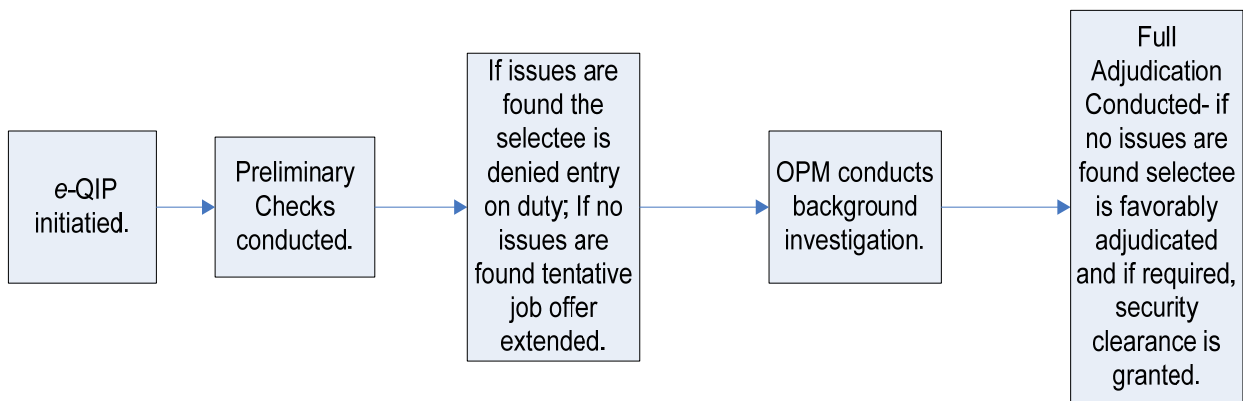 e-QIP
initiatied.
Preliminary
Checks
conducted.
If issues are
found the
selectee is
denied entry
on duty; If no
issues are
found tentative
job offer
extended.
OPM conducts
background
investigation.
Full
Adjudication
Conducted- if
no issues are
found selectee
is favorably
adjudicated
and if required,
security
clearance is
granted.